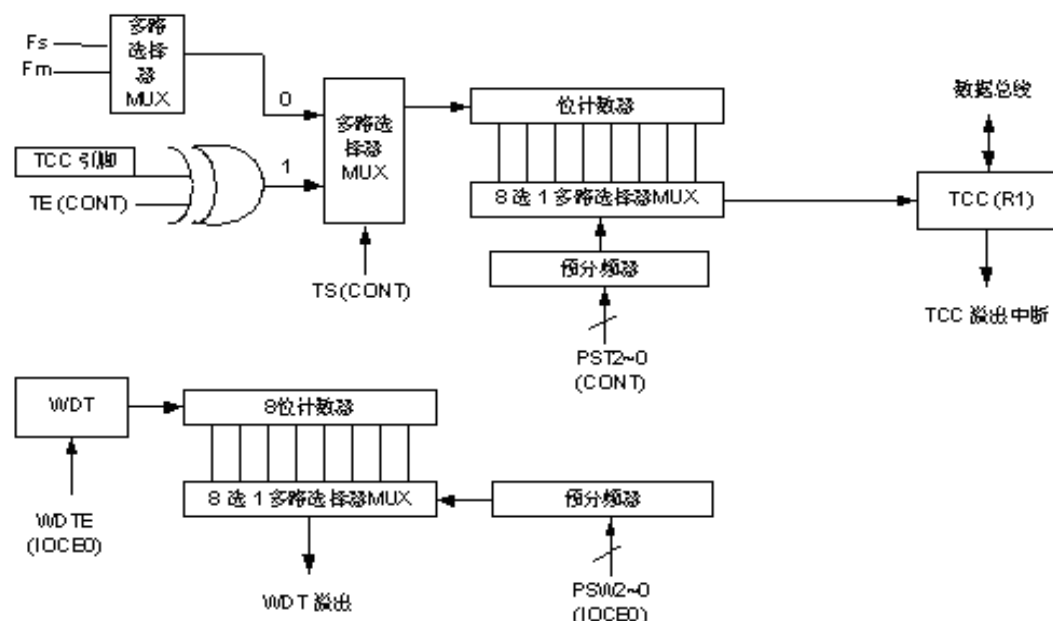 Fs
Fm
多路
选择
器
MUX
0
TCC 引脚
TE (CONT)
1
多路选
择器
MUX
TS (CONT)
位计数器
8 选 1 多路选择器MUX
预分频器
PST2~0
(CONT)
数据总线
TCC (R1)
TCC 溢出中断
WDT
WDTE
(IOCE0)
8位计数器
8 选 1 多路选择器MUX
WDT 溢出
预分频器
PSW2~0
(IOCE0)